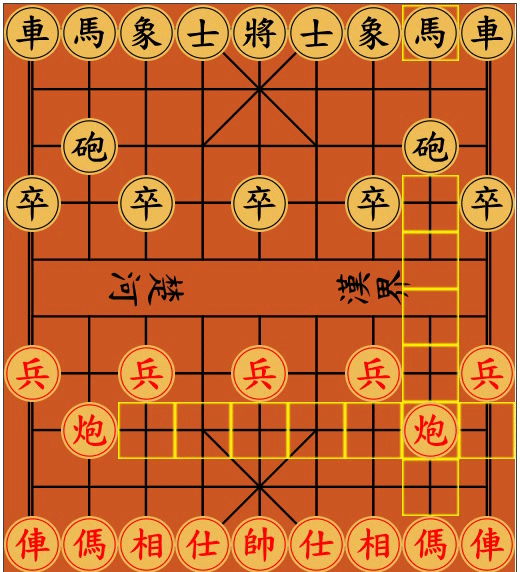 車馬象士將士象馬車
砲砲
卒卒卒卒卒
楚河 漢界
兵兵兵兵兵
炮炮
俥傌相仕帥仕相傌俥